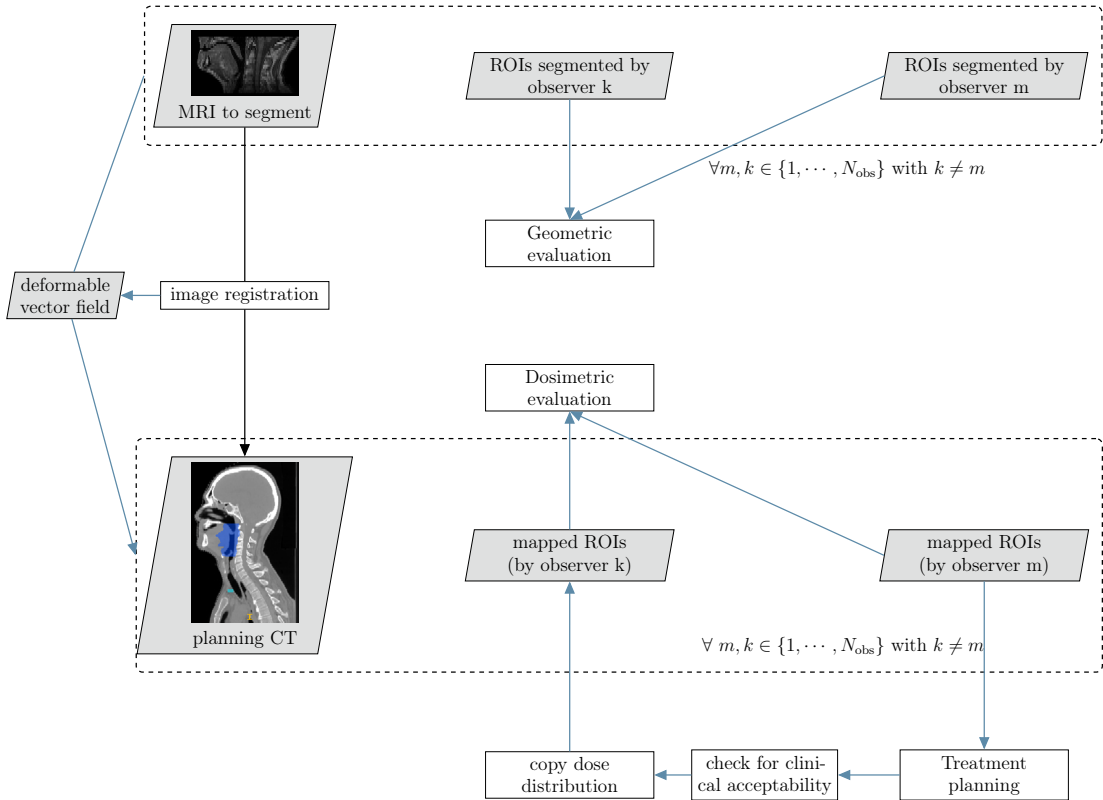 MRI to segment
ROIs segmented by
observer k
ROIs segmented by
observer m
∀m, k ∈ {1, ⋯ , N_obs} with k ≠ m
Geometric
evaluation
deformable
vector field
image registration
Dosimetric
evaluation
planning CT
mapped ROIs
(by observer k)
mapped ROIs
(by observer m)
∀ m, k ∈ {1, ⋯ , N_obs} with k ≠ m
copy dose
distribution
check for clini-
cal acceptability
Treatment
planning